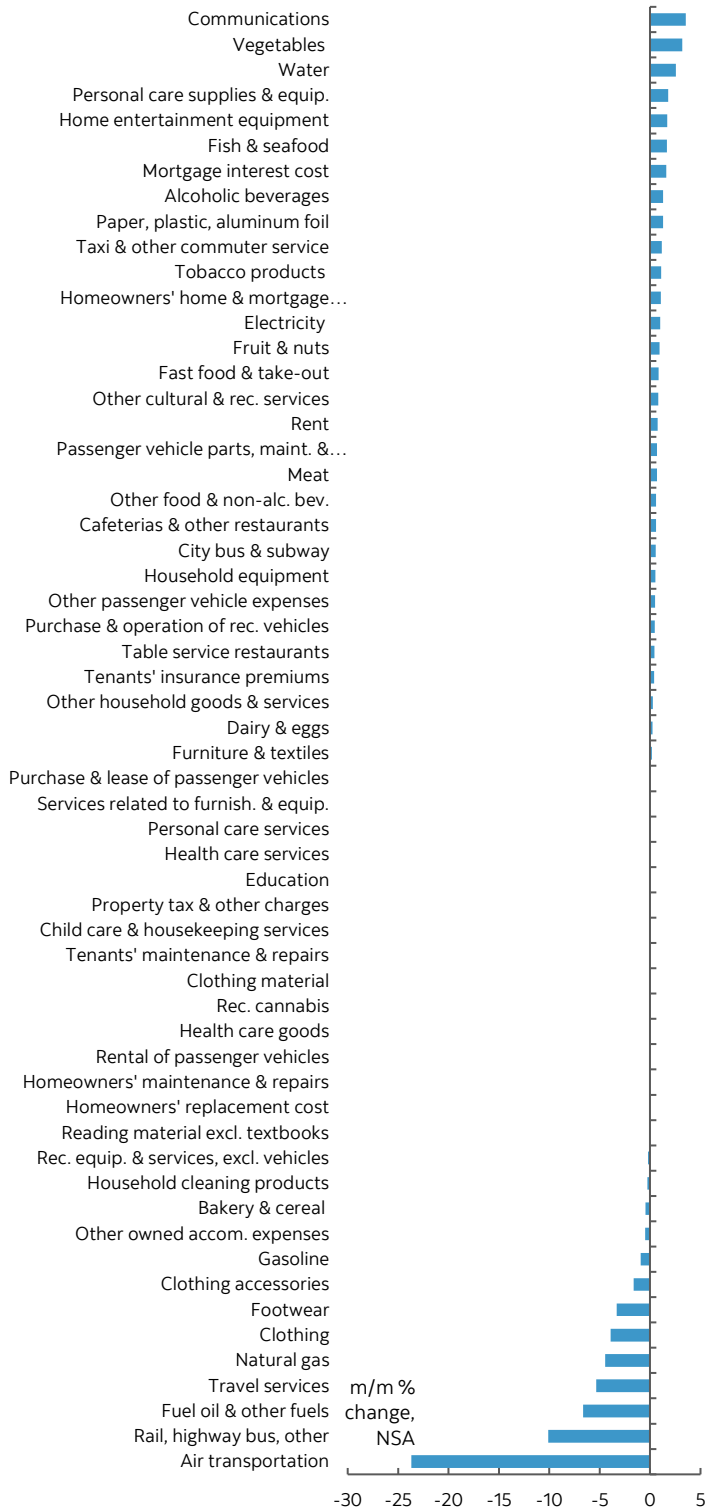 Communications
Vegetables
Water
Personal care supplies & equip.
Home entertainment equipment
Fish & seafood
Mortgage interest cost
Alcoholic beverages
Paper, plastic, aluminum foil
Taxi & other commuter service
Tobacco products
Homeowners' home & mortgage…
Electricity
Fruit & nuts
Fast food & take-out
Other cultural & rec. services
Rent
Passenger vehicle parts, maint. &…
Meat
Other food & non-alc. bev.
Cafeterias & other restaurants
City bus & subway
Household equipment
Other passenger vehicle expenses
Purchase & operation of rec. vehicles
Table service restaurants
Tenants' insurance premiums
Other household goods & services
Dairy & eggs
Furniture & textiles
Purchase & lease of passenger vehicles
Services related to furnish. & equip.
Personal care services
Health care services
Education
Property tax & other charges
Child care & housekeeping services
Tenants' maintenance & repairs
Clothing material
Rec. cannabis
Health care goods
Rental of passenger vehicles
Homeowners' maintenance & repairs
Homeowners' replacement cost
Reading material excl. textbooks
Rec. equip. & services, excl. vehicles
Household cleaning products
Bakery & cereal
Other owned accom. expenses
Gasoline
Clothing accessories
Footwear
Clothing
Natural gas
Travel services
Fuel oil & other fuels
Rail, highway bus, other
Air transportation
m/m %
change,
NSA
-30 -25 -20 -15 -10 -5 0 5